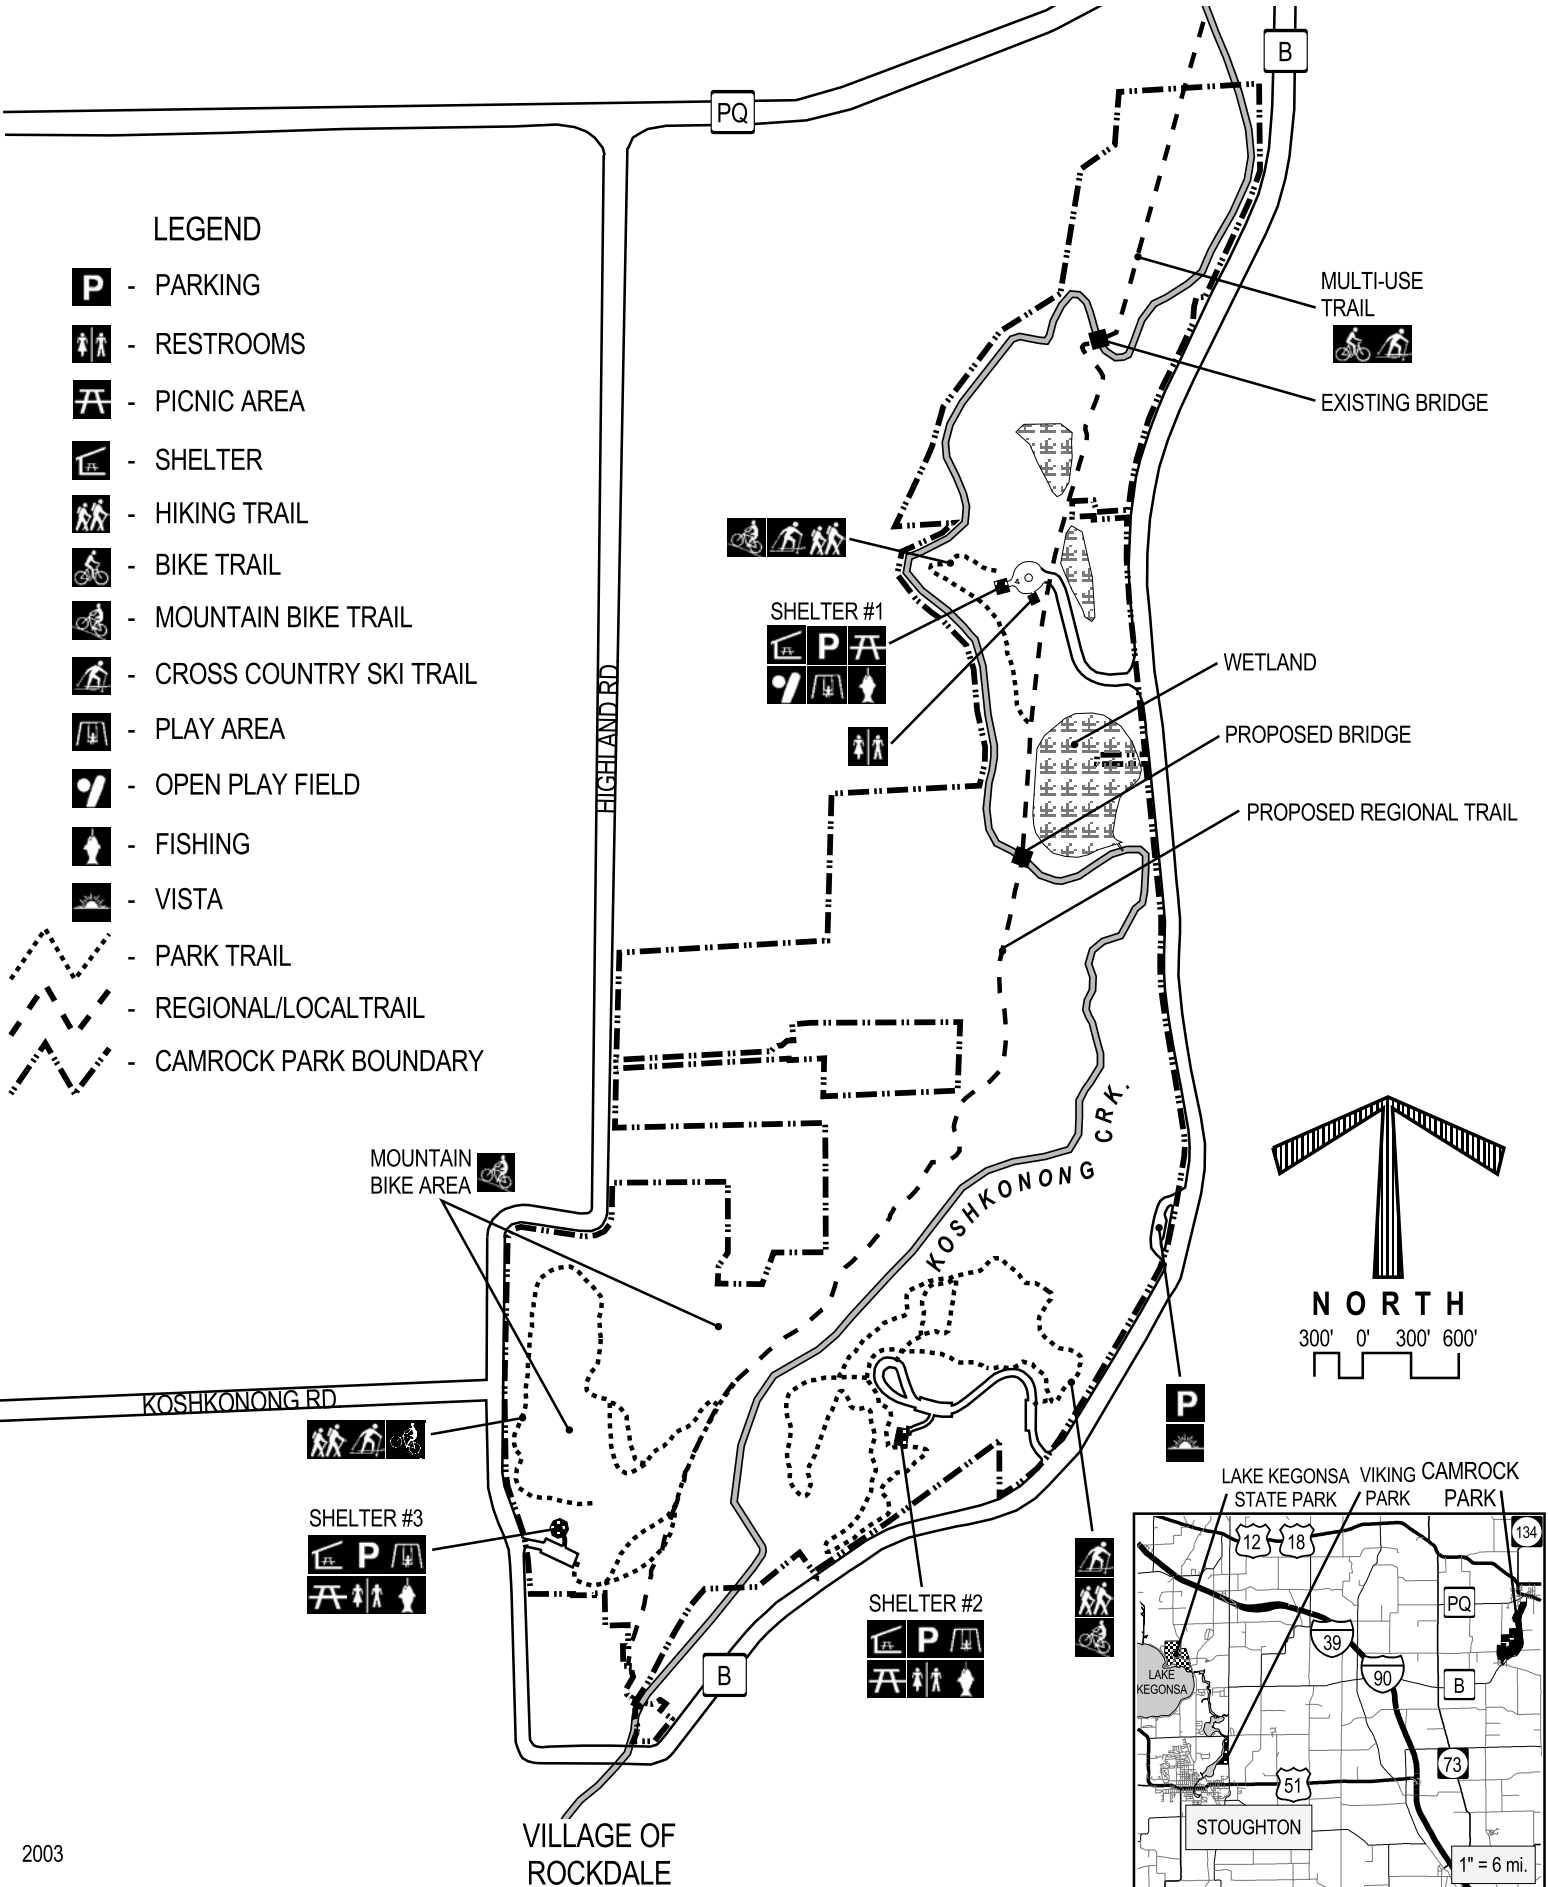 B
PQ
LEGEND
P - PARKING
- RESTROOMS
- PICNIC AREA
- SHELTER
- HIKING TRAIL
- BIKE TRAIL
- MOUNTAIN BIKE TRAIL
- CROSS COUNTRY SKI TRAIL
- PLAY AREA
- OPEN PLAY FIELD
- FISHING
- VISTA
- PARK TRAIL
- REGIONAL/LOCALTRAIL
- CAMROCK PARK BOUNDARY
MULTI-USE
TRAIL
EXISTING BRIDGE
SHELTER #1
P
WETLAND
PROPOSED BRIDGE
PROPOSED REGIONAL TRAIL
HIGHLAND RD.
KOSHKONONG CRK.
MOUNTAIN
BIKE AREA
NORTH
300' 0' 300' 600'
KOSHKONONG RD.
P
SHELTER #3
P
SHELTER #2
P
B
LAKE KEGONSA
STATE PARK
VIKING
PARK
CAMROCK
PARK
12 18
134
PQ
39
90
B
LAKE
KEGONSA
73
51
STOUGHTON
1" = 6 mi.
VILLAGE OF
ROCKDALE
2003